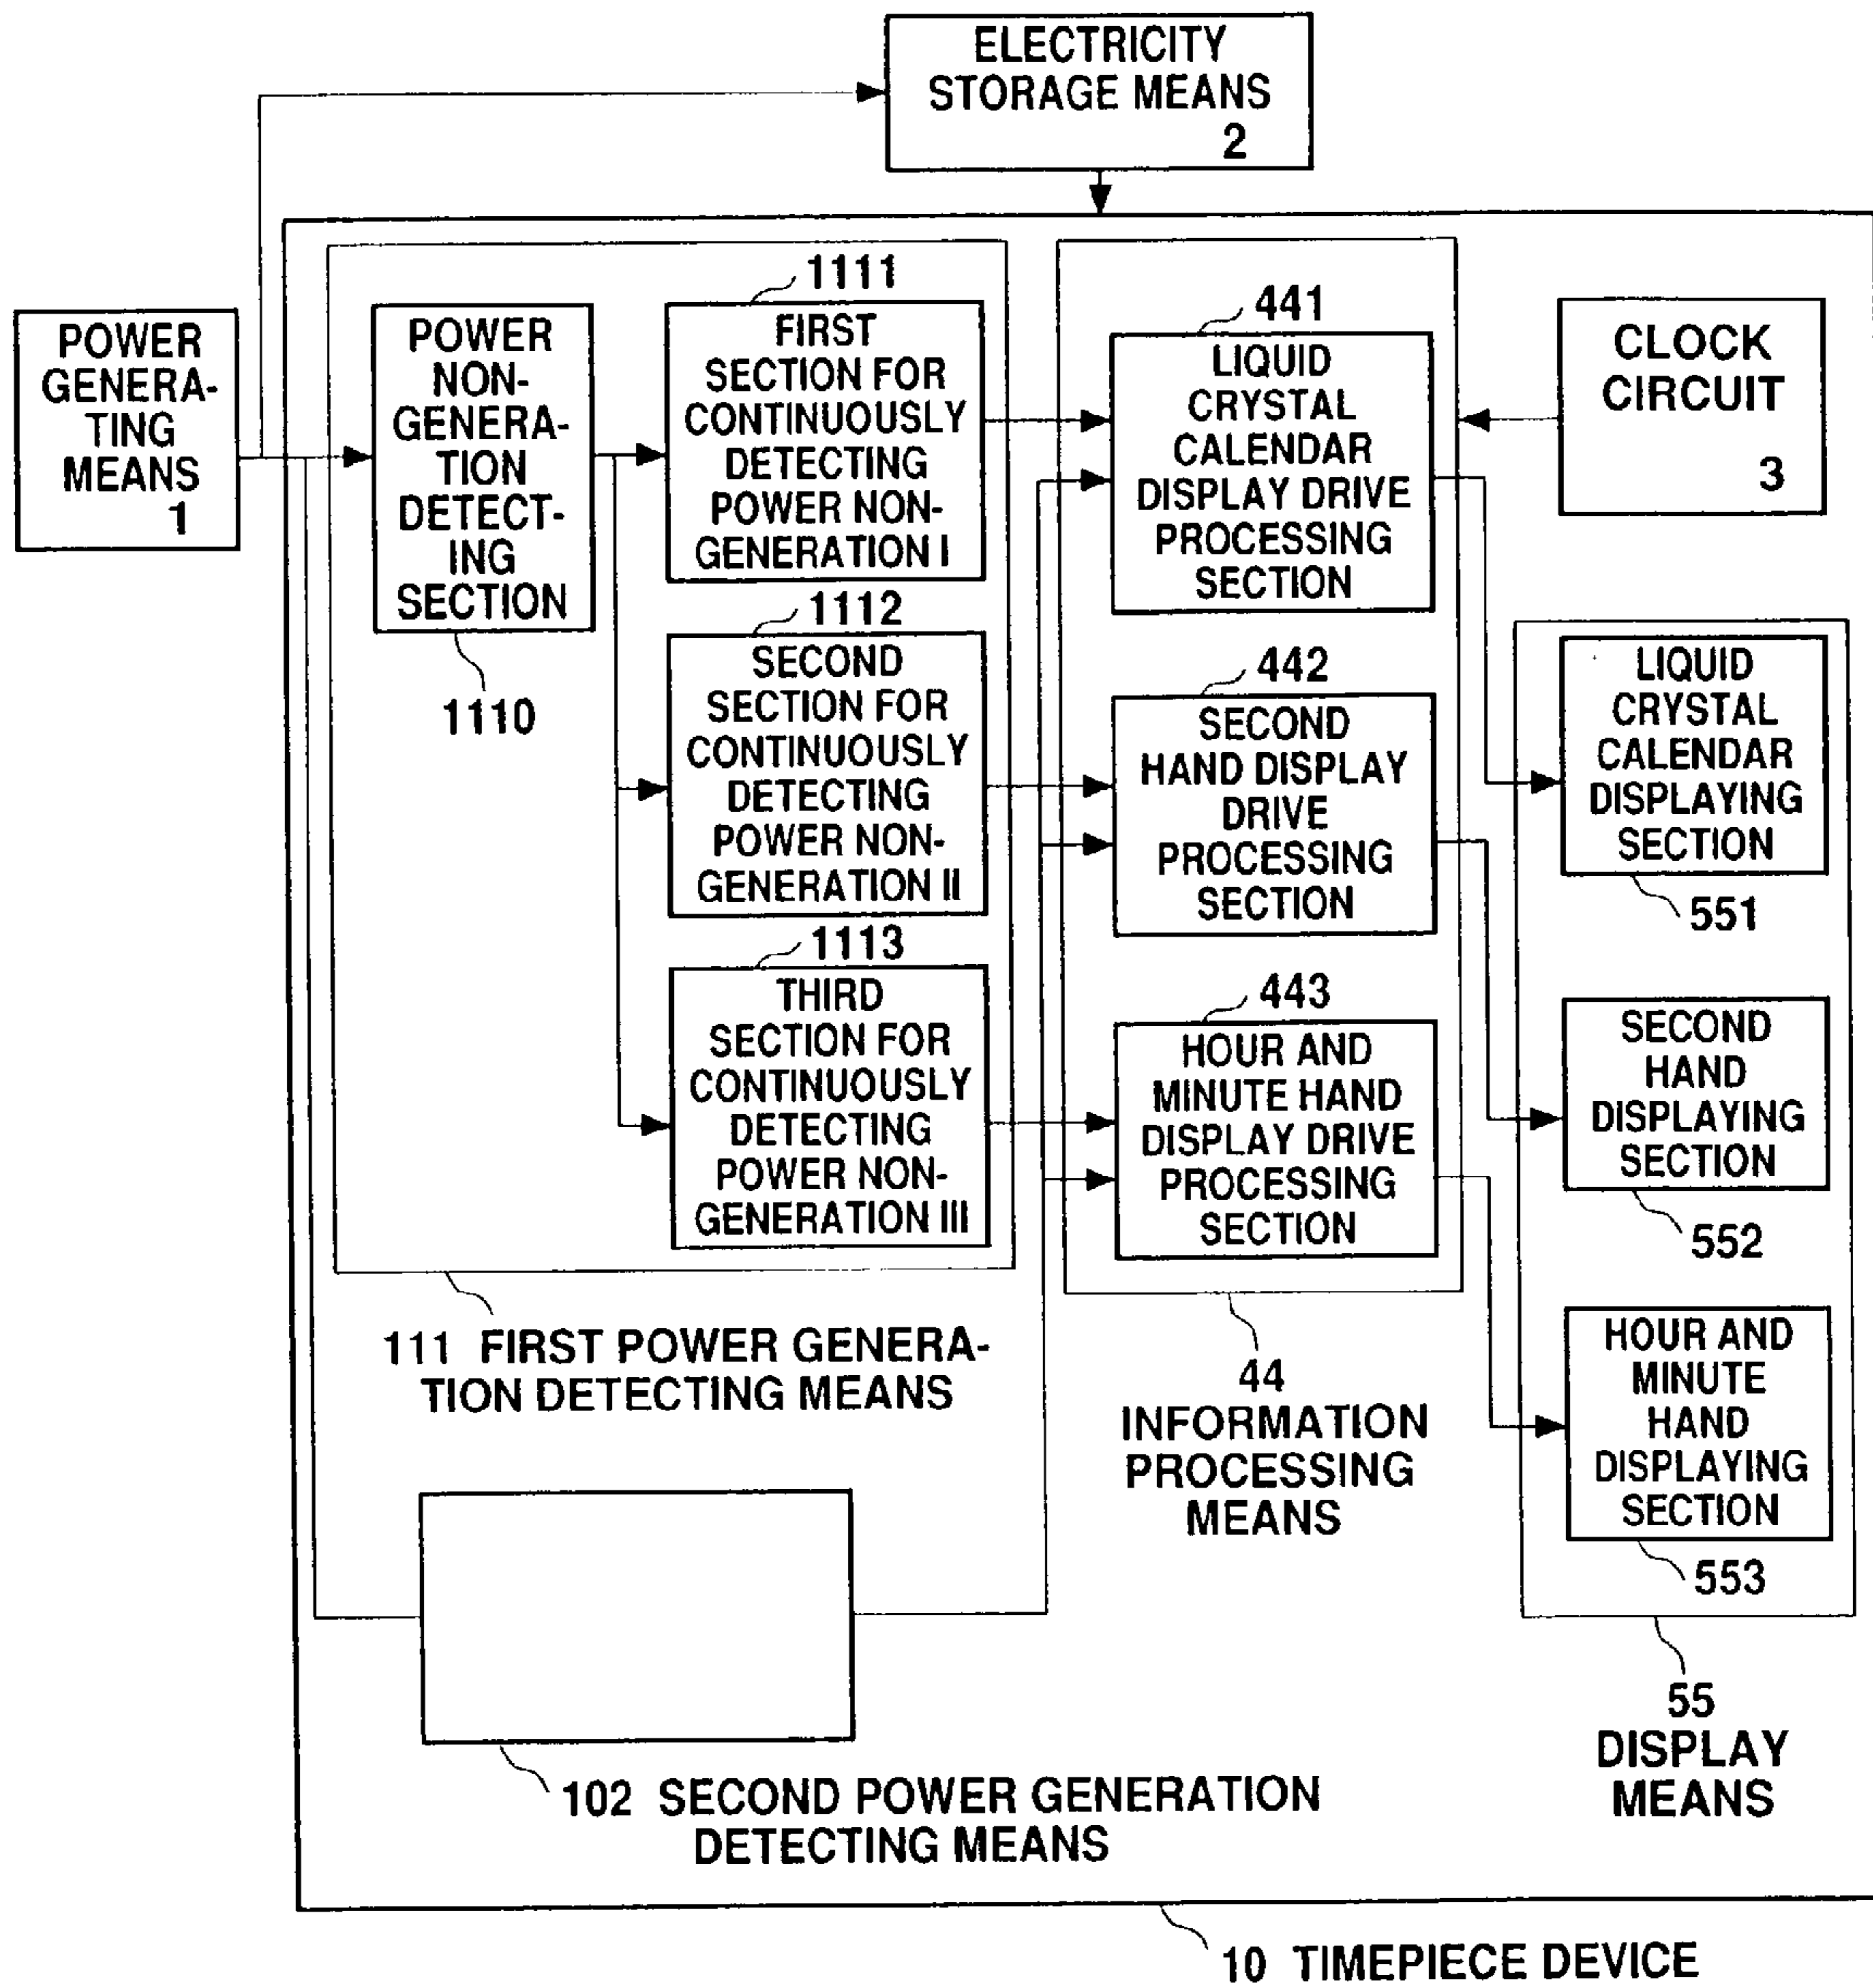 ELECTRICITY
STORAGE MEANS
2
POWER
GENERA-
TING
MEANS
1
POWER
NON-
GENERA-
TION
DETECT-
ING
SECTION
1110
1111
FIRST
SECTION FOR
CONTINUOUSLY
DETECTING
POWER NON-
GENERATION I
1112
SECOND
SECTION FOR
CONTINUOUSLY
DETECTING
POWER NON-
GENERATION II
1113
THIRD
SECTION FOR
CONTINUOUSLY
DETECTING
POWER NON-
GENERATION III
111 FIRST POWER GENERA-
TION DETECTING MEANS
441
LIQUID
CRYSTAL
CALENDAR
DISPLAY DRIVE
PROCESSING
SECTION
442
SECOND
HAND DISPLAY
DRIVE
PROCESSING
SECTION
443
HOUR AND
MINUTE HAND
DISPLAY DRIVE
PROCESSING
SECTION
44
INFORMATION
PROCESSING
MEANS
CLOCK
CIRCUIT
3
LIQUID
CRYSTAL
CALENDAR
DISPLAYING
SECTION
551
SECOND
HAND
DISPLAYING
SECTION
552
HOUR AND
MINUTE
HAND
DISPLAYING
SECTION
553
55
DISPLAY
MEANS
102 SECOND POWER GENERATION
DETECTING MEANS
10 TIMEPIECE DEVICE